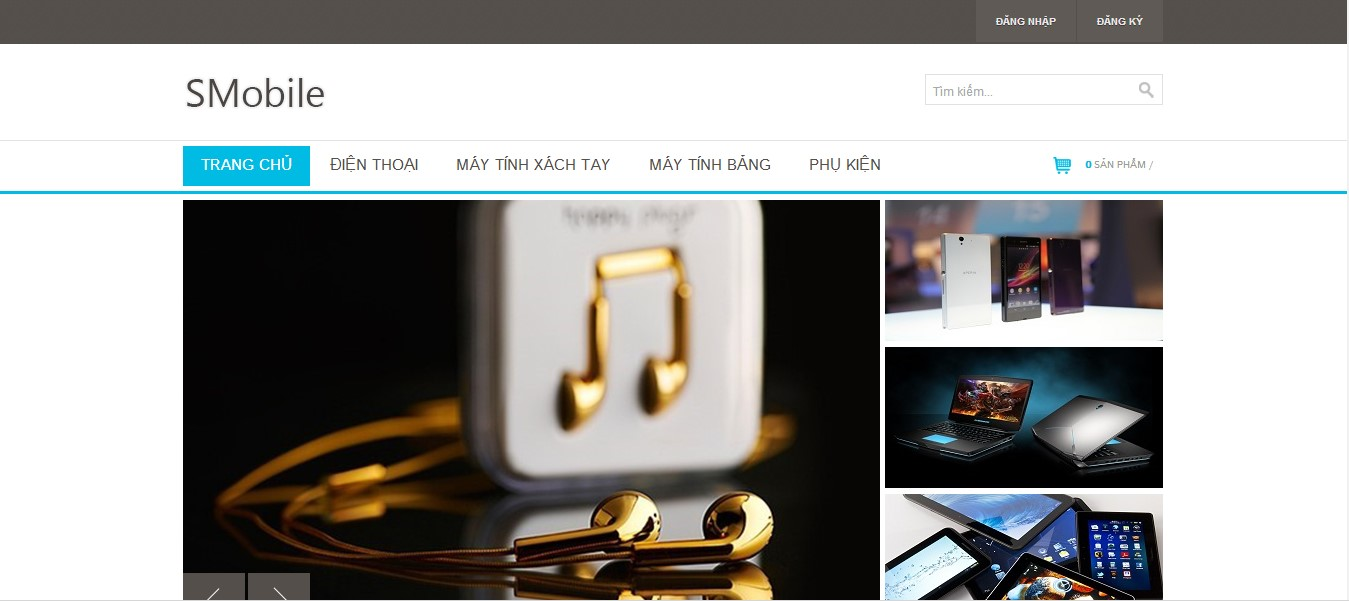 ĐĂNG NHẬP ĐĂNG KÝ
SMobile
Tìm kiếm...
TRANG CHỦ ĐIỆN THOẠI MÁY TÍNH XÁCH TAY MÁY TÍNH BẢNG PHỤ KIỆN 0 SẢN PHẨM /